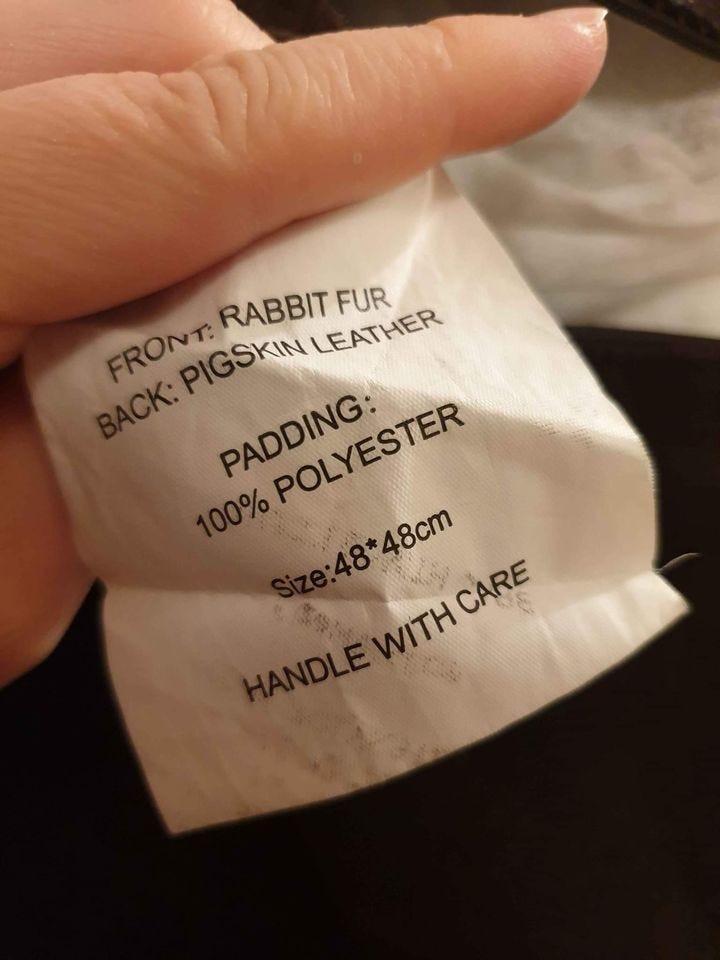 FRONT: RABBIT FUR
BACK: PIGSKIN LEATHER
PADDING:
100% POLYESTER
Size:48*48cm
HANDLE WITH CARE